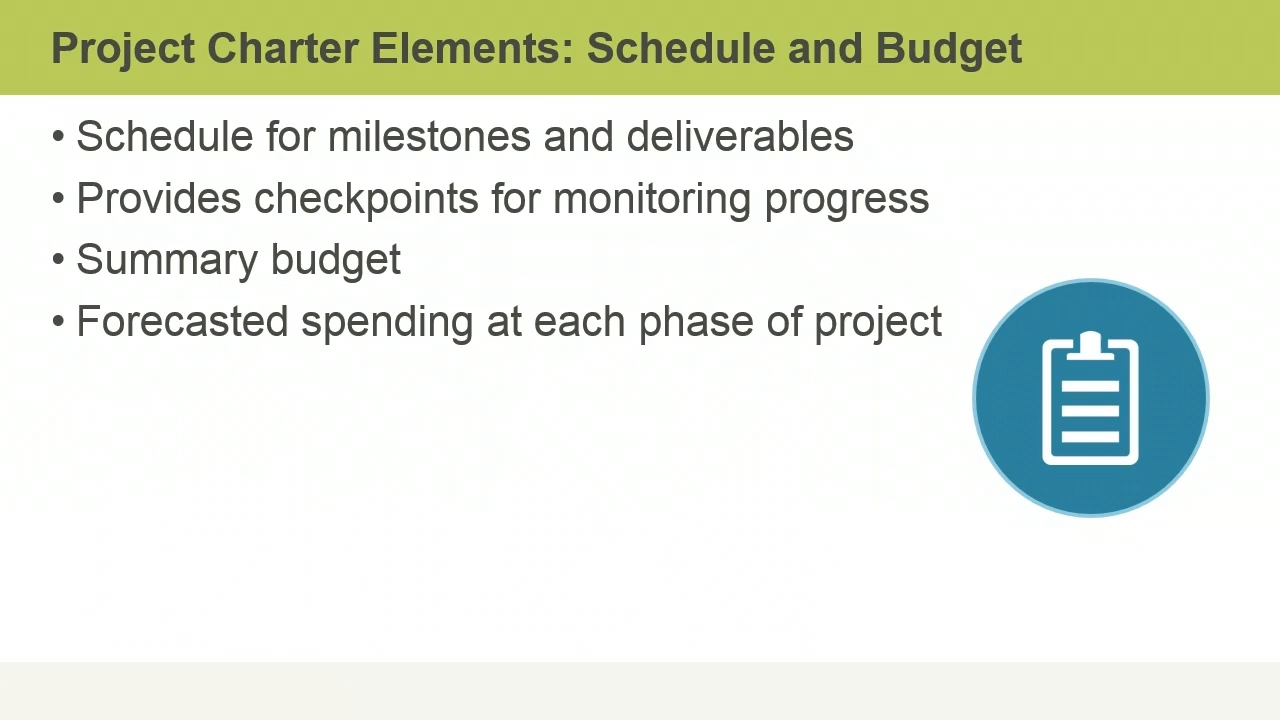 Project Charter Elements: Schedule and Budget
• Schedule for milestones and deliverables
• Provides checkpoints for monitoring progress
• Summary budget
• Forecasted spending at each phase of project